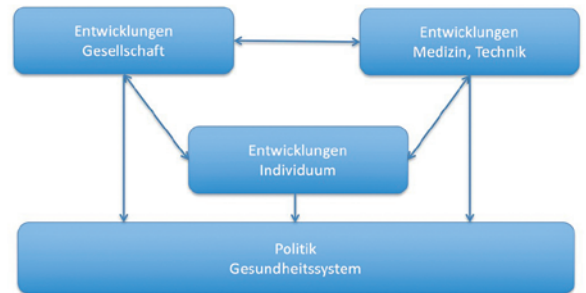 Entwicklungen
Gesellschaft
Entwicklungen
Medizin, Technik
Entwicklungen
Individuum
Politik
Gesundheitssystem